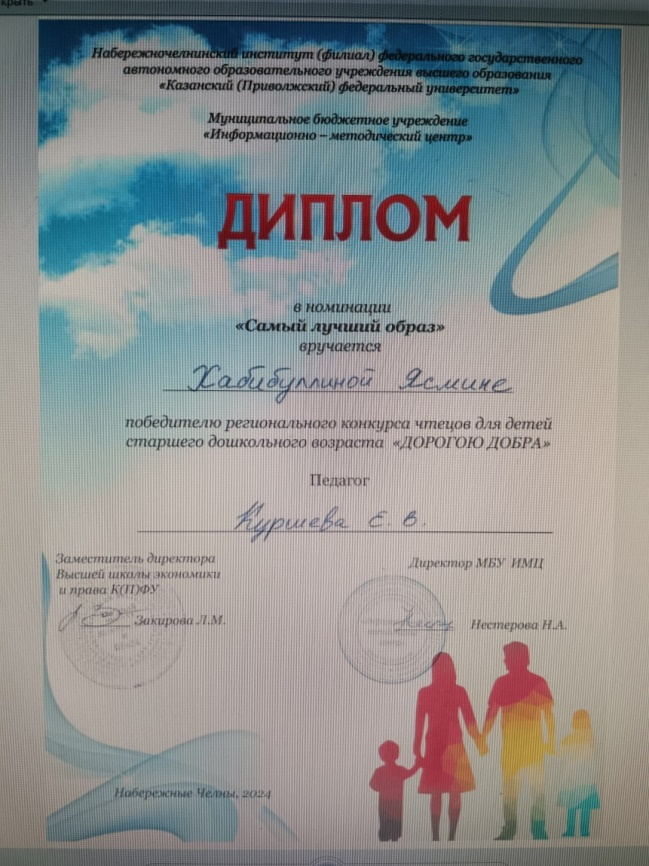 крыть
Набережночелнинский институт (филиал) федерального государственного
автономного образовательного учреждения высшего образования
«Казанский (Приволжский) федеральный университет»
Муниципальное бюджетное учреждение
«Информационно – методический центр»
ДИПЛОМ
в номинации
«Самый лучший образ»
вручается
Хабибуллиной Ясмине
победителю регионального конкурса чтецов для детей
старшего дошкольного возраста «ДОРОГОЮ ДОБРА»
Педагог
Куршева Е. В.
Заместитель директора
Высшей школы экономики
и права К(П)ФУ
Закирова Л.М.
Директор МБУ ИМЦ
Нестерова Н.А.
Набережные Челны, 2024